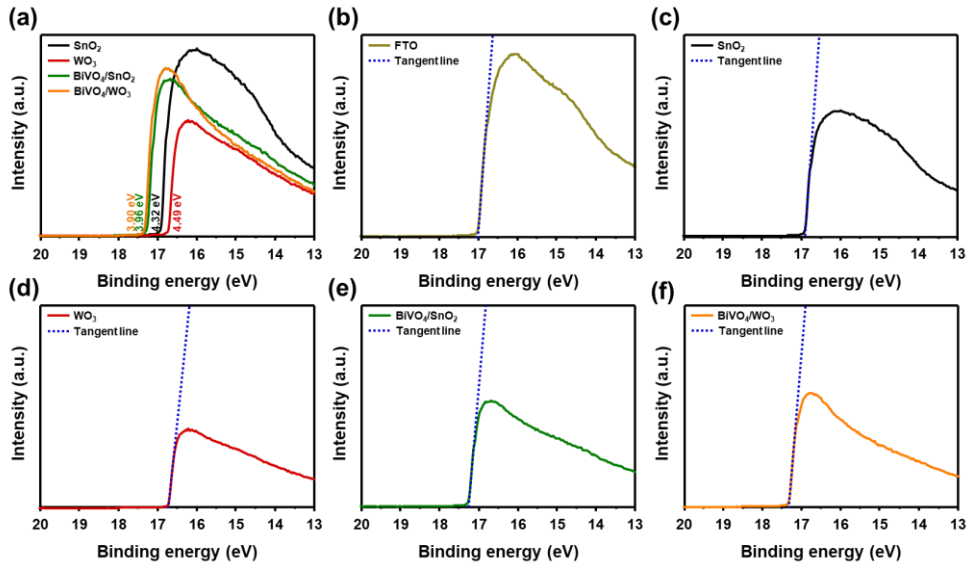 (a)
SnO₂
WO₃
BiVO₄/SnO₂
BiVO₄/WO₃
3.90 eV
3.96 eV
4.32 eV
4.49 eV
Intensity (a.u.)
20 19 18 17 16 15 14 13
Binding energy (eV)
(b)
FTO
Tangent line
Intensity (a.u.)
20 19 18 17 16 15 14 13
Binding energy (eV)
(c)
SnO₂
Tangent line
Intensity (a.u.)
20 19 18 17 16 15 14 13
Binding energy (eV)
(d)
WO₃
Tangent line
Intensity (a.u.)
20 19 18 17 16 15 14 13
Binding energy (eV)
(e)
BiVO₄/SnO₂
Tangent line
Intensity (a.u.)
20 19 18 17 16 15 14 13
Binding energy (eV)
(f)
BiVO₄/WO₃
Tangent line
Intensity (a.u.)
20 19 18 17 16 15 14 13
Binding energy (eV)